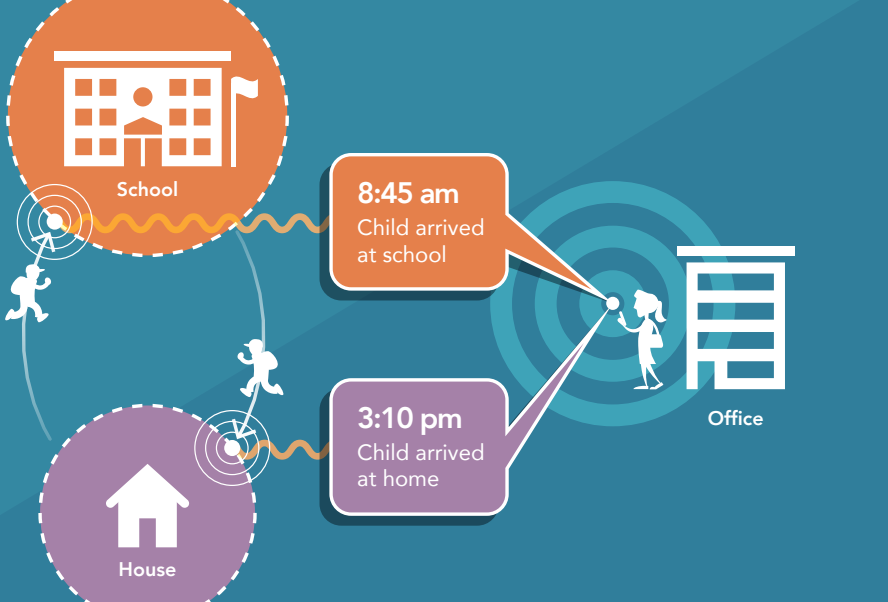 School
8:45 am
Child arrived
at school
Office
3:10 pm
Child arrived
at home
House